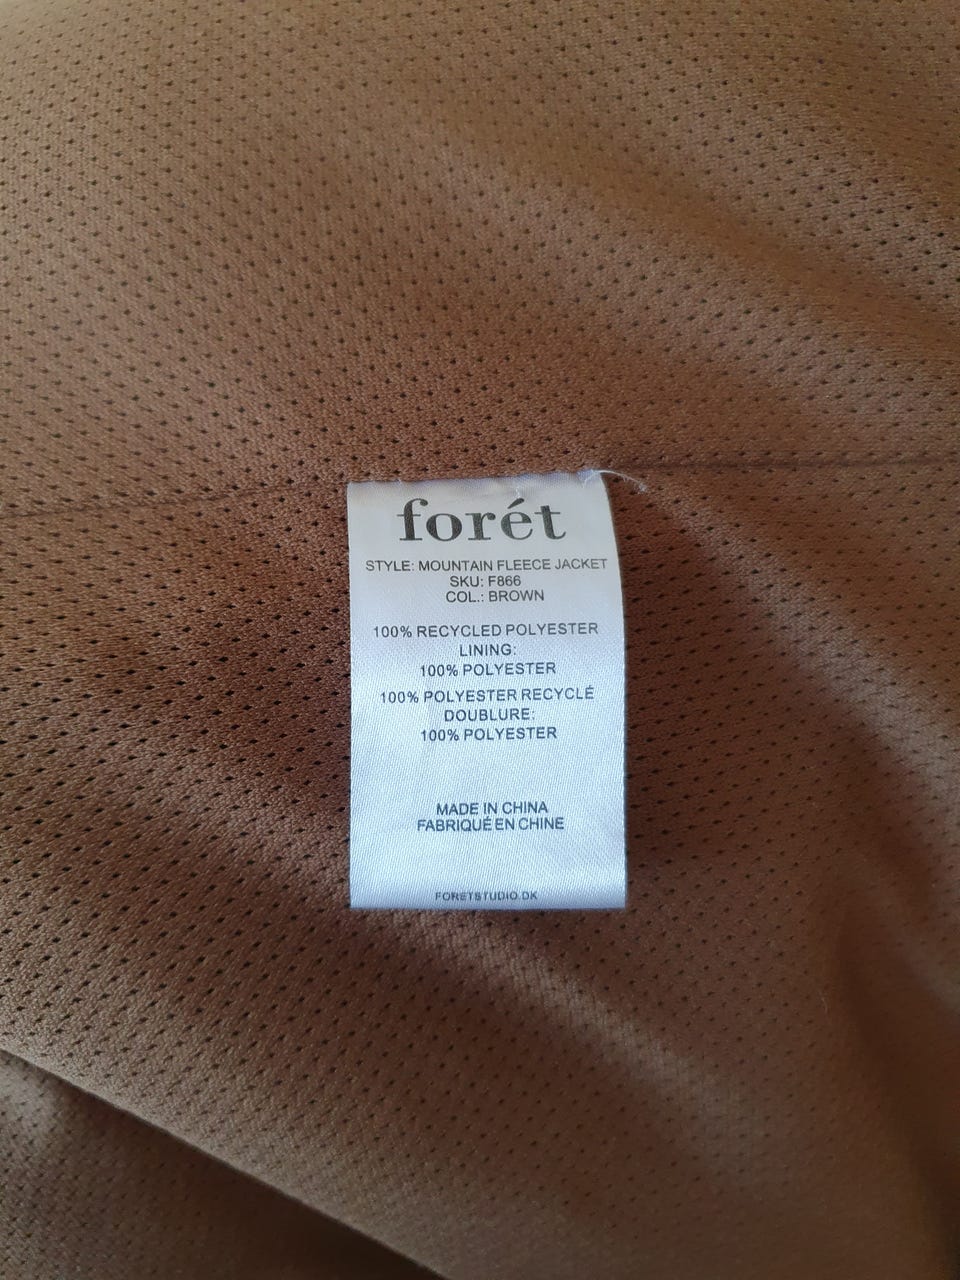 forét
STYLE: MOUNTAIN FLEECE JACKET
SKU: F866
COL.: BROWN
100% RECYCLED POLYESTER
LINING:
100% POLYESTER
100% POLYESTER RECYCLÉ
DOUBLURE:
100% POLYESTER
MADE IN CHINA
FABRIQUÉ EN CHINE
FORETSTUDIO.DK